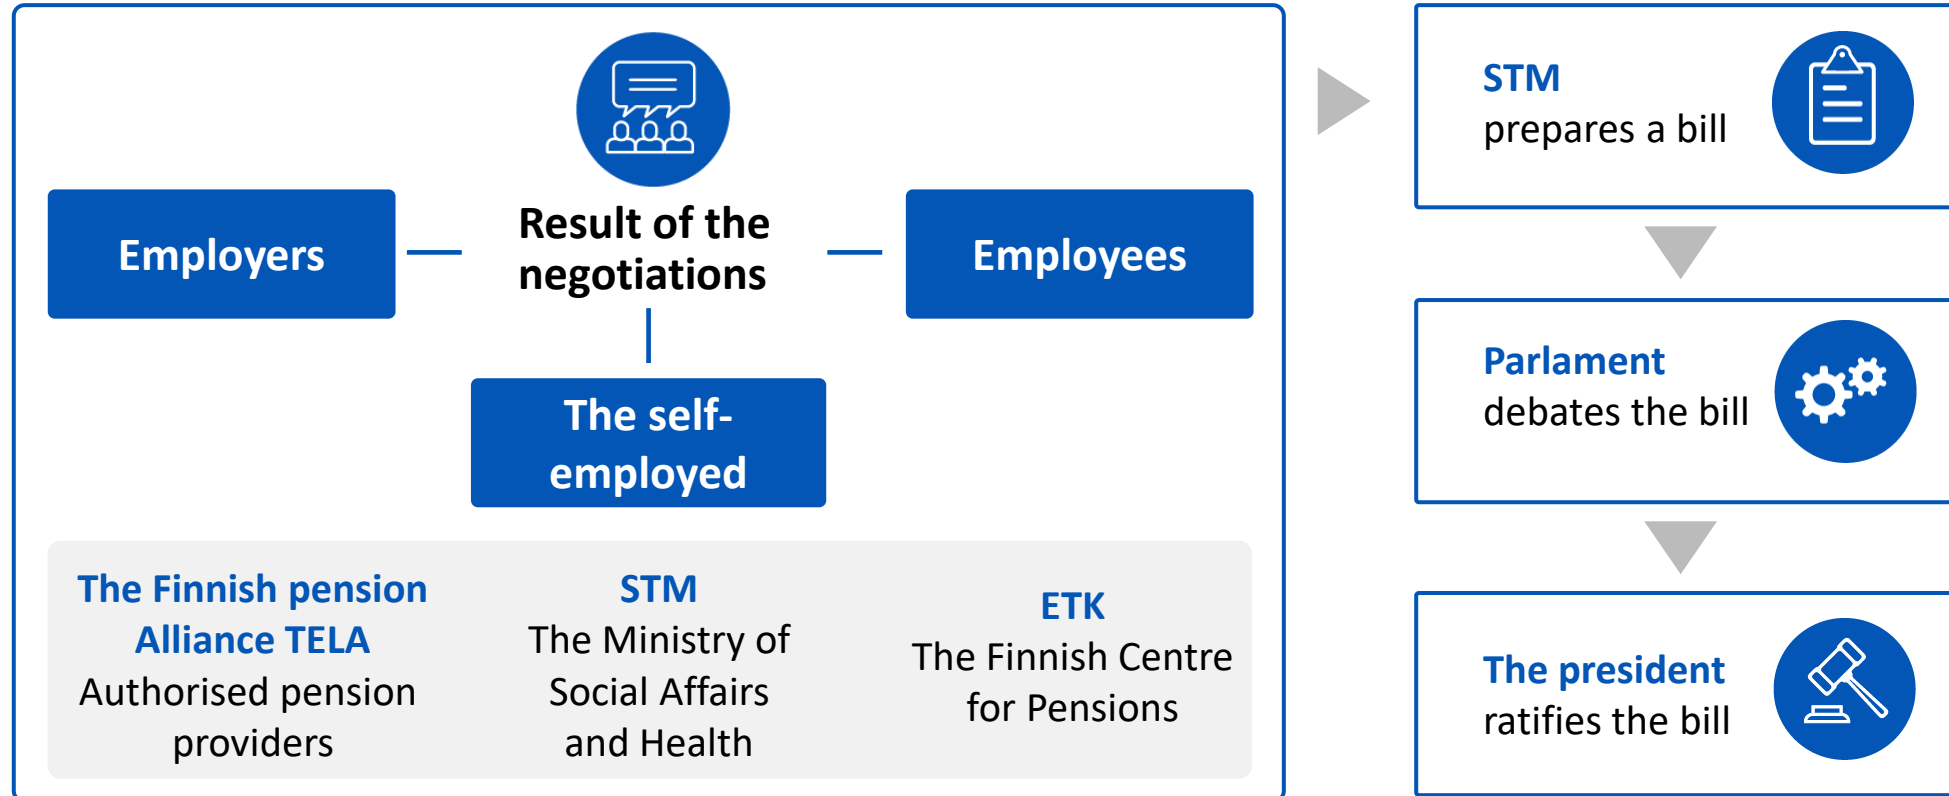 Employers
Result of the
negotiations
Employees
The self-
employed
The Finnish pension
Alliance TELA
Authorised pension
providers
STM
The Ministry of
Social Affairs
and Health
ETK
The Finnish Centre
for Pensions
STM
prepares a bill
Parlament
debates the bill
The president
ratifies the bill